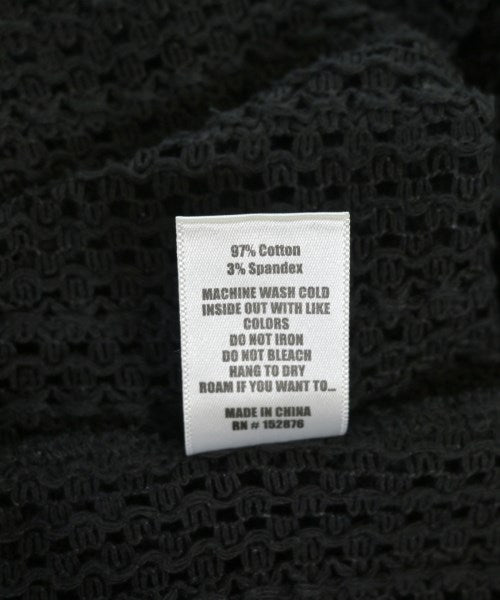 97% Cotton
3% Spandex
MACHINE WASH COLD
INSIDE OUT WITH LIKE
COLORS
DO NOT IRON
DO NOT BLEACH
HANG TO DRY
ROAM IF YOU WANT TO...
MADE IN CHINA
RN # 152876